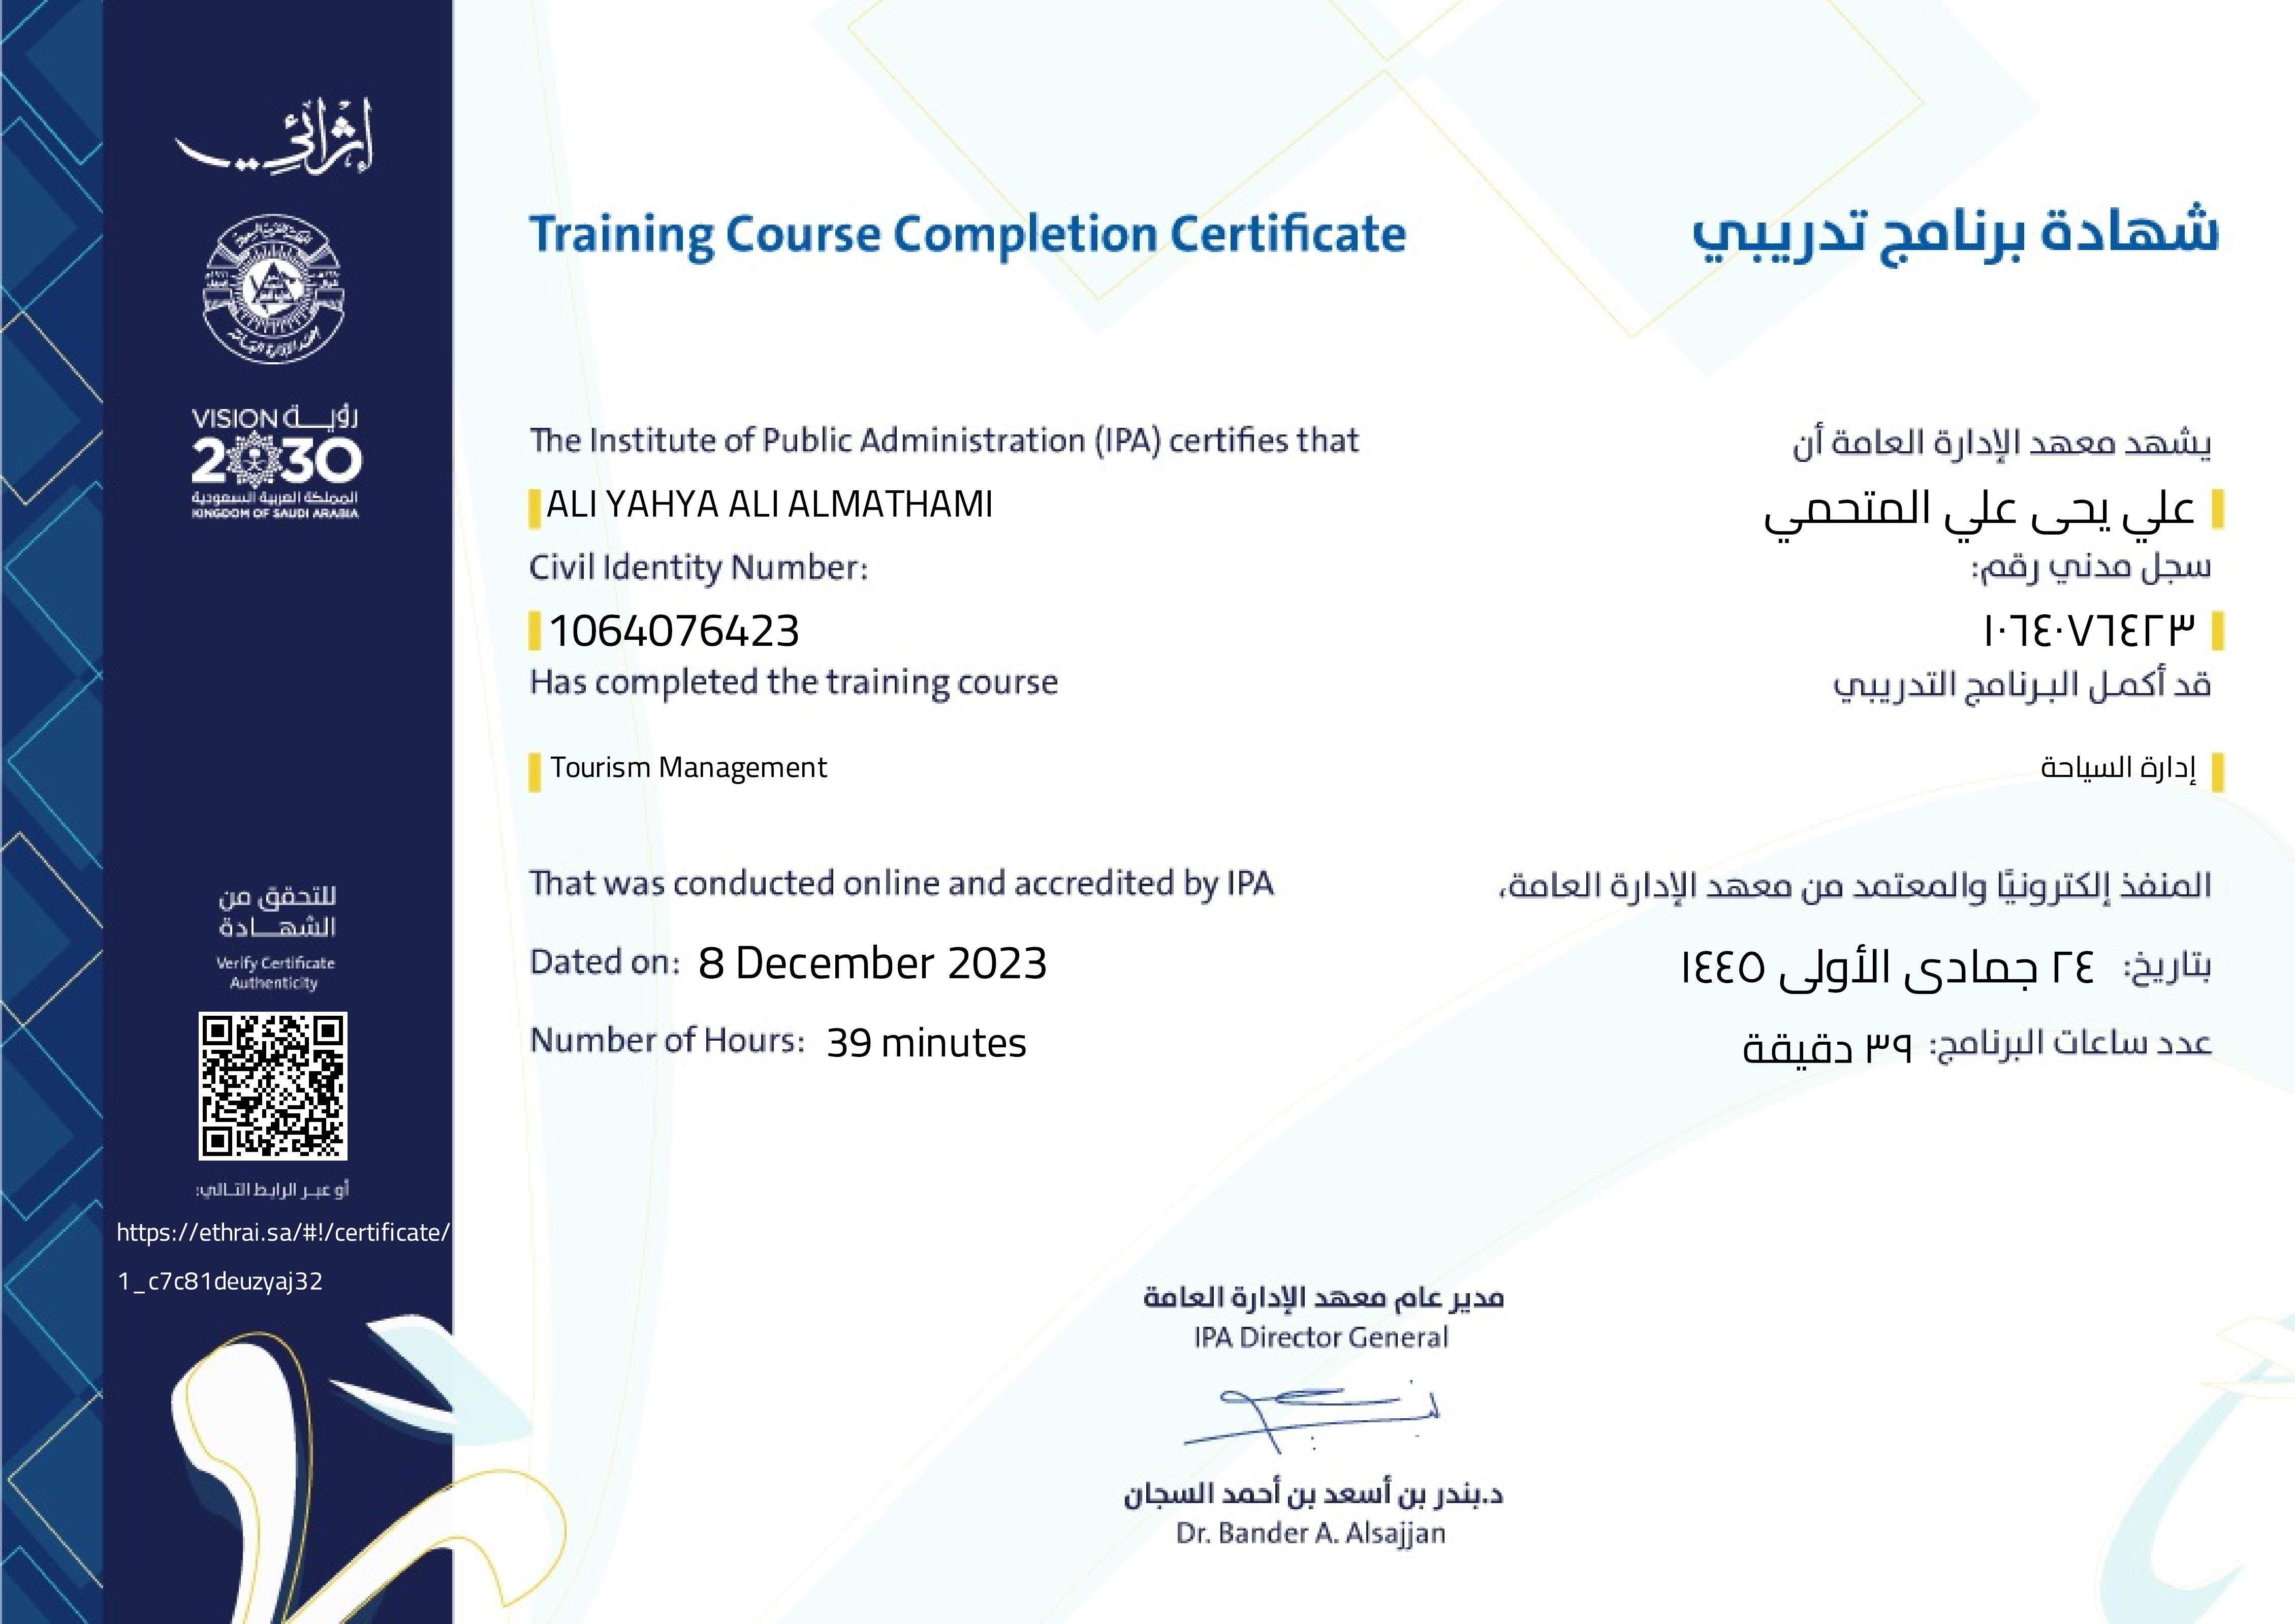 إثرائي
VISION رؤيــة
2030
المملكة العربية السعودية
KINGDOM OF SAUDI ARABIA
للتحقق من
الشهــادة
Verify Certificate
Authenticity
أو عبـر الرابط التـالي:
https://ethrai.sa/#!/certificate/
1_c7c81deuzyaj32
Training Course Completion Certificate
شهادة برنامج تدريبي
The Institute of Public Administration (IPA) certifies that
يشهد معهد الإدارة العامة أن
ALI YAHYA ALI ALMATHAMI
علي يحى علي المتحمي
Civil Identity Number:
سجل مدني رقم:
1064076423
١٠٦٤٠٧٦٤٢٣
Has completed the training course
قد أكمل البرنامج التدريبي
Tourism Management
إدارة السياحة
That was conducted online and accredited by IPA
المنفذ إلكترونيًا والمعتمد من معهد الإدارة العامة،
Dated on: 8 December 2023
بتاريخ: ٢٤ جمادى الأولى ١٤٤٥
Number of Hours: 39 minutes
عدد ساعات البرنامج: ٣٩ دقيقة
مدير عام معهد الإدارة العامة
IPA Director General
د.بندر بن أسعد بن أحمد السجان
Dr. Bander A. Alsajjan